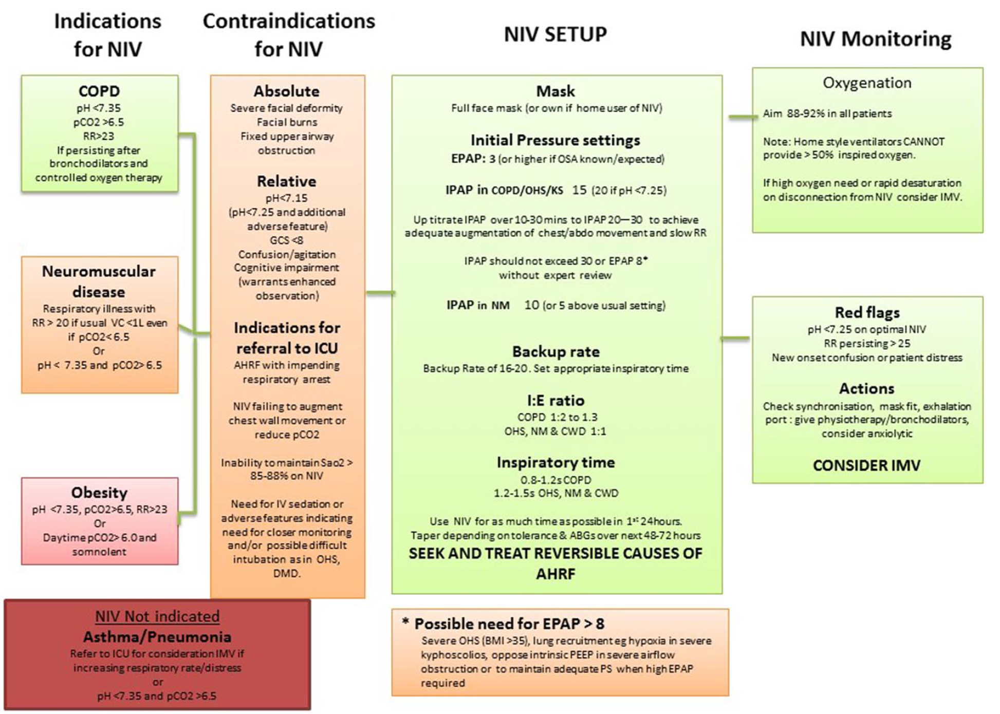 Indications
for NIV
COPD
pH <7.35
pCO2 >6.5
RR>23
If persisting after
bronchodilators and
controlled oxygen therapy
Neuromuscular
disease
Respiratory illness with
RR > 20 if usual VC <1L even
if pCO2< 6.5
Or
pH < 7.35 and pCO2> 6.5
Obesity
pH <7.35, pCO2>6.5, RR>23
Or
Daytime pCO2> 6.0 and
somnolent
NIV Not indicated
Asthma/Pneumonia
Refer to ICU for consideration IMV if
increasing respiratory rate/distress
or
pH <7.35 and pCO2 >6.5
Contraindications
for NIV
Absolute
Severe facial deformity
Facial burns
Fixed upper airway
obstruction
Relative
pH<7.15
(pH<7.25 and additional
adverse feature)
GCS <8
Confusion/agitation
Cognitive impairment
(warrants enhanced
observation)
Indications for
referral to ICU
AHRF with impending
respiratory arrest
NIV failing to augment
chest wall movement or
reduce pCO2
Inability to maintain Sao2 >
85-88% on NIV
Need for IV sedation or
adverse features indicating
need for closer monitoring
and/or possible difficult
intubation as in OHS,
DMD.
NIV SETUP
Mask
Full face mask (or own if home user of NIV)
Initial Pressure settings
EPAP: 3 (or higher if OSA known/expected)
IPAP in COPD/OHS/KS 15 (20 if pH <7.25)
Up titrate IPAP over 10-30 mins to IPAP 20—30 to achieve
adequate augmentation of chest/abdo movement and slow RR
IPAP should not exceed 30 or EPAP 8*
without expert review
IPAP in NM 10 (or 5 above usual setting)
Backup rate
Backup Rate of 16-20. Set appropriate inspiratory time
I:E ratio
COPD 1:2 to 1.3
OHS, NM & CWD 1:1
Inspiratory time
0.8-1.2s COPD
1.2-1.5s OHS, NM & CWD
Use NIV for as much time as possible in 1st 24hours.
Taper depending on tolerance & ABGs over next 48-72 hours
SEEK AND TREAT REVERSIBLE CAUSES OF
AHRF
* Possible need for EPAP > 8
Severe OHS (BMI >35), lung recruitment eg hypoxia in severe
kyphoscolios, oppose intrinsic PEEP in severe airflow
obstruction or to maintain adequate PS when high EPAP
required
NIV Monitoring
Oxygenation
Aim 88-92% in all patients
Note: Home style ventilators CANNOT
provide > 50% inspired oxygen.
If high oxygen need or rapid desaturation
on disconnection from NIV consider IMV.
Red flags
pH <7.25 on optimal NIV
RR persisting > 25
New onset confusion or patient distress
Actions
Check synchronisation, mask fit, exhalation
port : give physiotherapy/bronchodilators,
consider anxiolytic
CONSIDER IMV